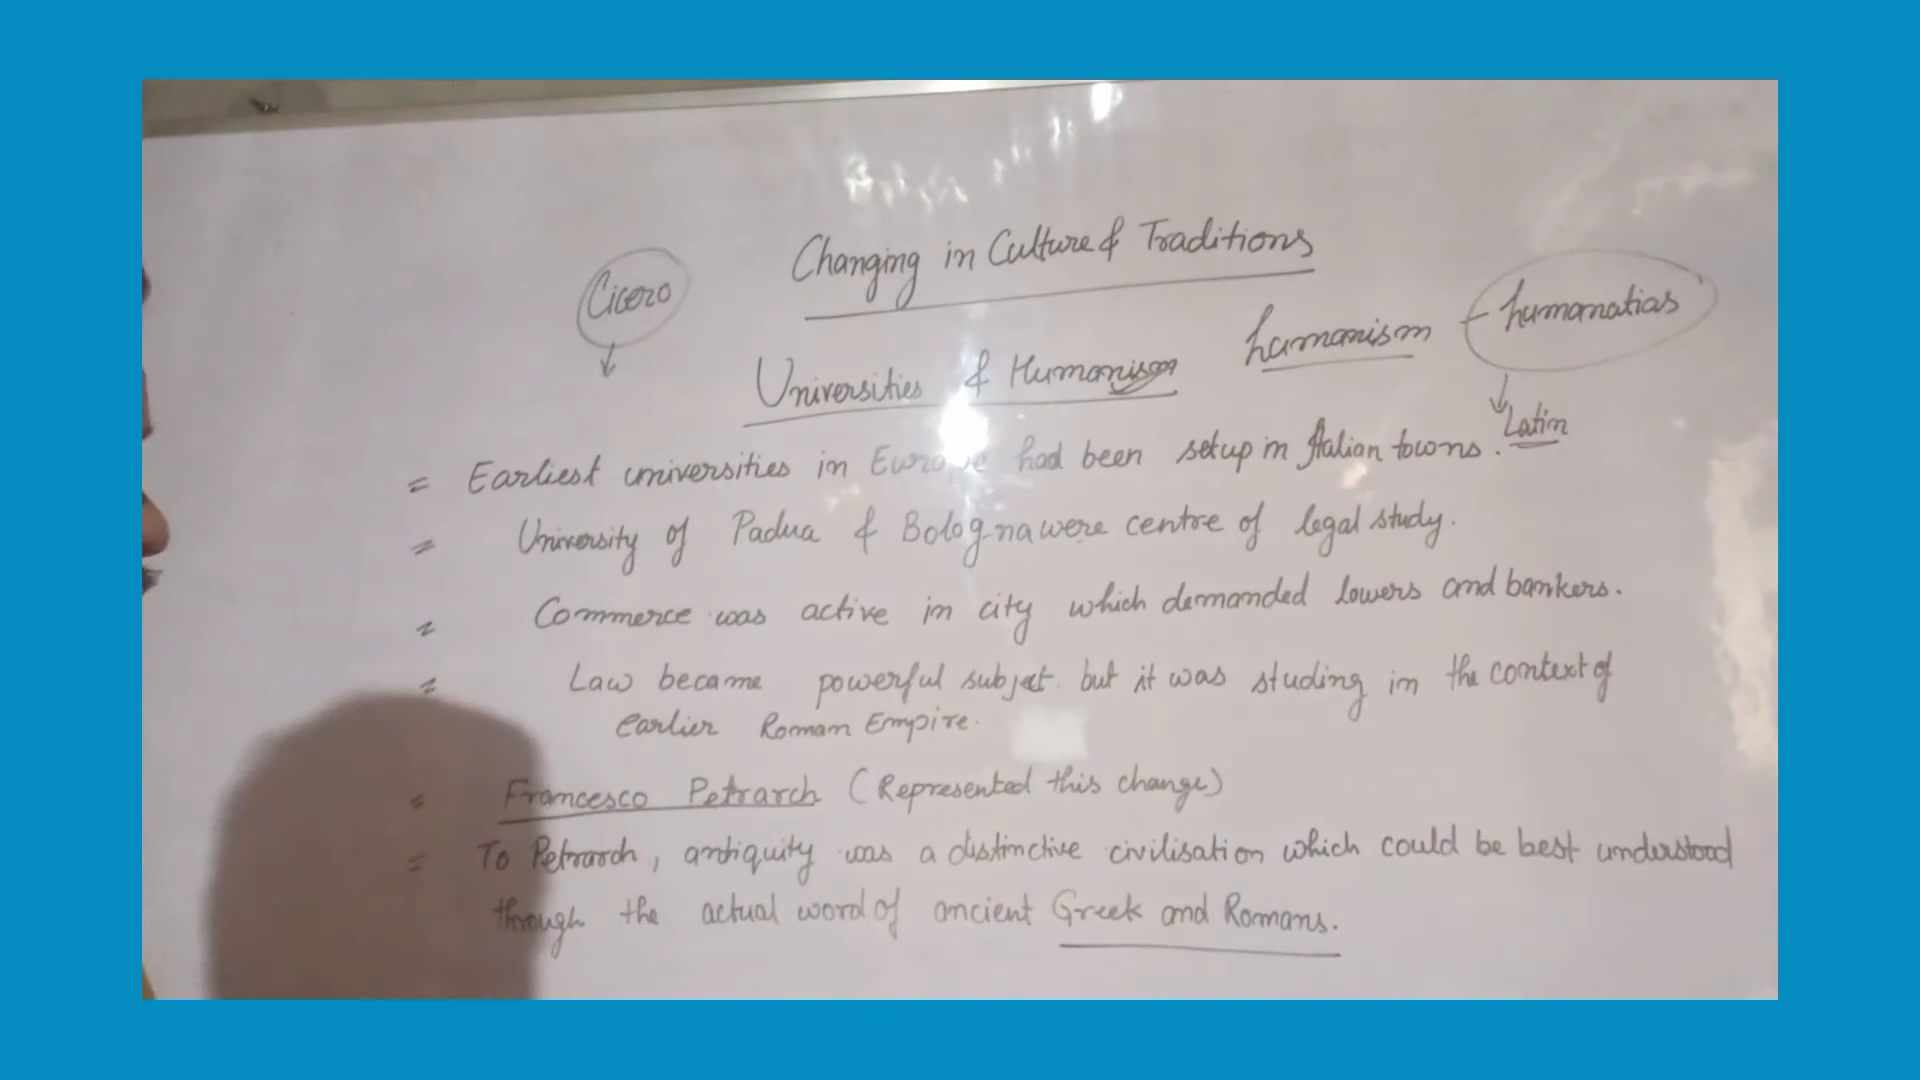 Changing in Culture & Traditions
Cicero
humanism - humanatias
Universities & Humanism
Latin
= Earliest universities in Europe had been setup in Italian towns.
= University of Padua & Bologna were centre of legal study.
= Commerce was active in city which demanded lowers and bankers.
= Law became powerful subject but it was studing in the context of
earlier Roman Empire.
= Francesco Petrarch (Represented this change)
= To Petrarch, antiquity was a distinctive civilisation which could be best understood
through the actual word of ancient Greek and Romans.